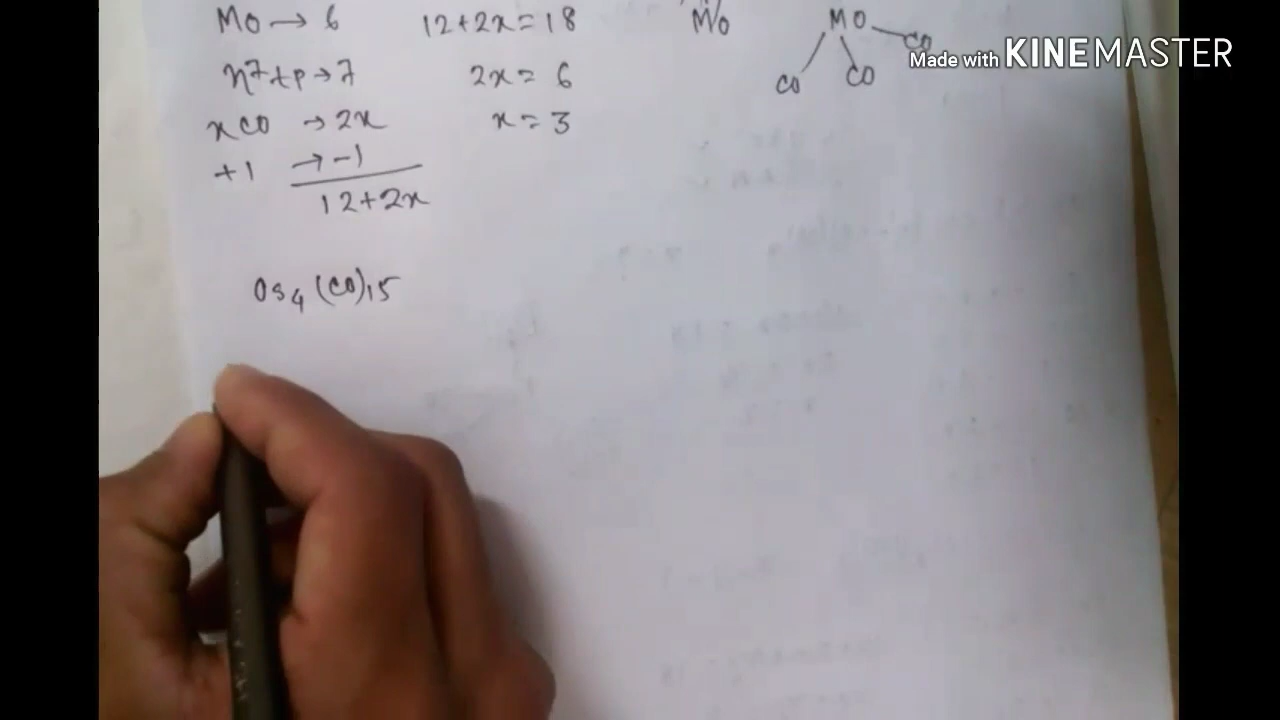 Mo → 6 12+2x=18 Mo Mo
CO
Made with KINEMASTER
η7 tp → 7 2x = 6 CO CO
xCO → 2x x = 3
+1 → -1
12+2x
Os4 (CO)15